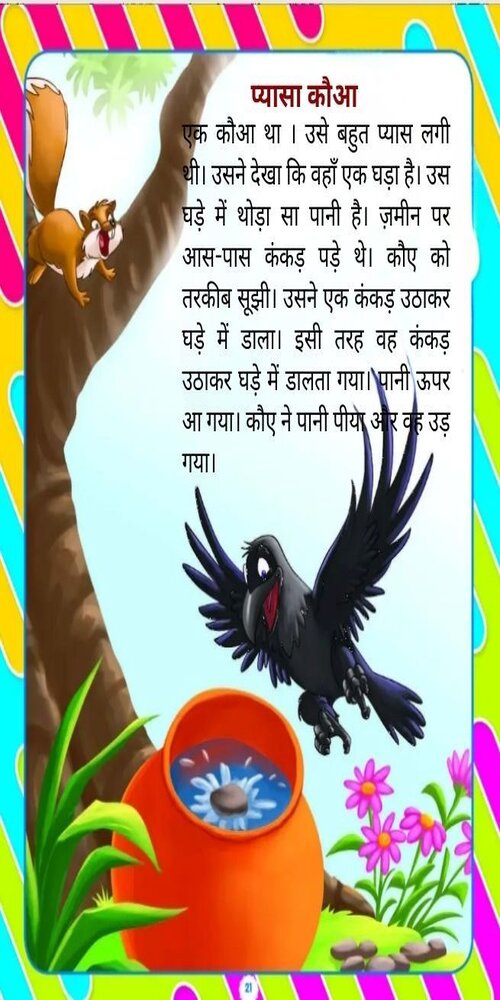 प्यासा कौआ
एक कौआ था । उसे बहुत प्यास लगी
थी। उसने देखा कि वहाँ एक घड़ा है। उस
घड़े में थोड़ा सा पानी है। ज़मीन पर
आस-पास कंकड़ पड़े थे। कौए को
तरकीब सूझी। उसने एक कंकड़ उठाकर
घड़े में डाला। इसी तरह वह कंकड़
उठाकर घड़े में डालता गया। पानी ऊपर
आ गया। कौए ने पानी पीया और वह उड़
गया।
21